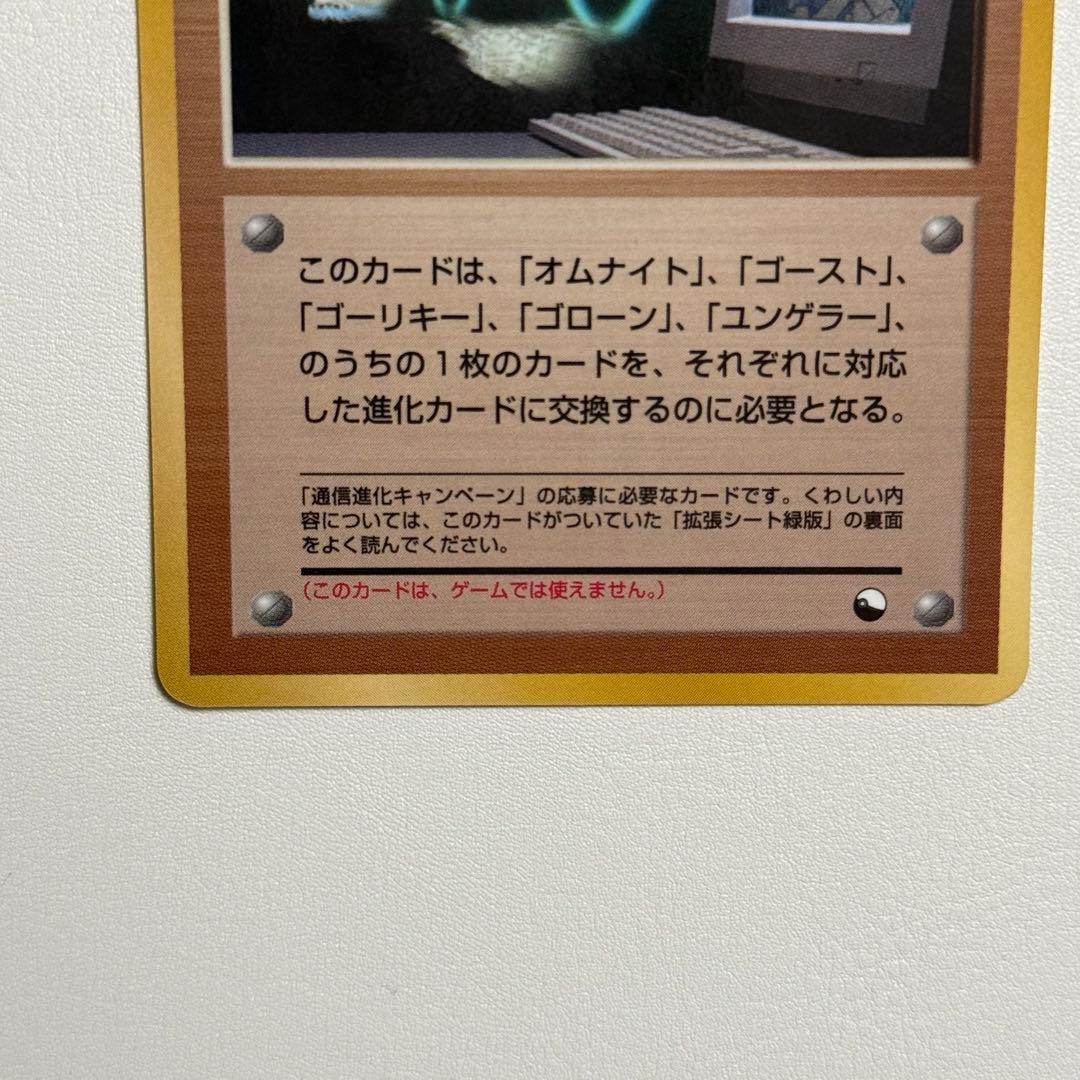 このカードは、「オムナイト」、「ゴースト」、
「ゴーリキー」、「ゴローン」、「ユンゲラー」、
のうちの1枚のカードを、それぞれに対応
した進化カードに交換するのに必要となる。
「通信進化キャンペーン」の応募に必要なカードです。くわしい内
容については、このカードがついていた「拡張シート緑版」の裏面
をよく読んでください。
(このカードは、ゲームでは使えません。)